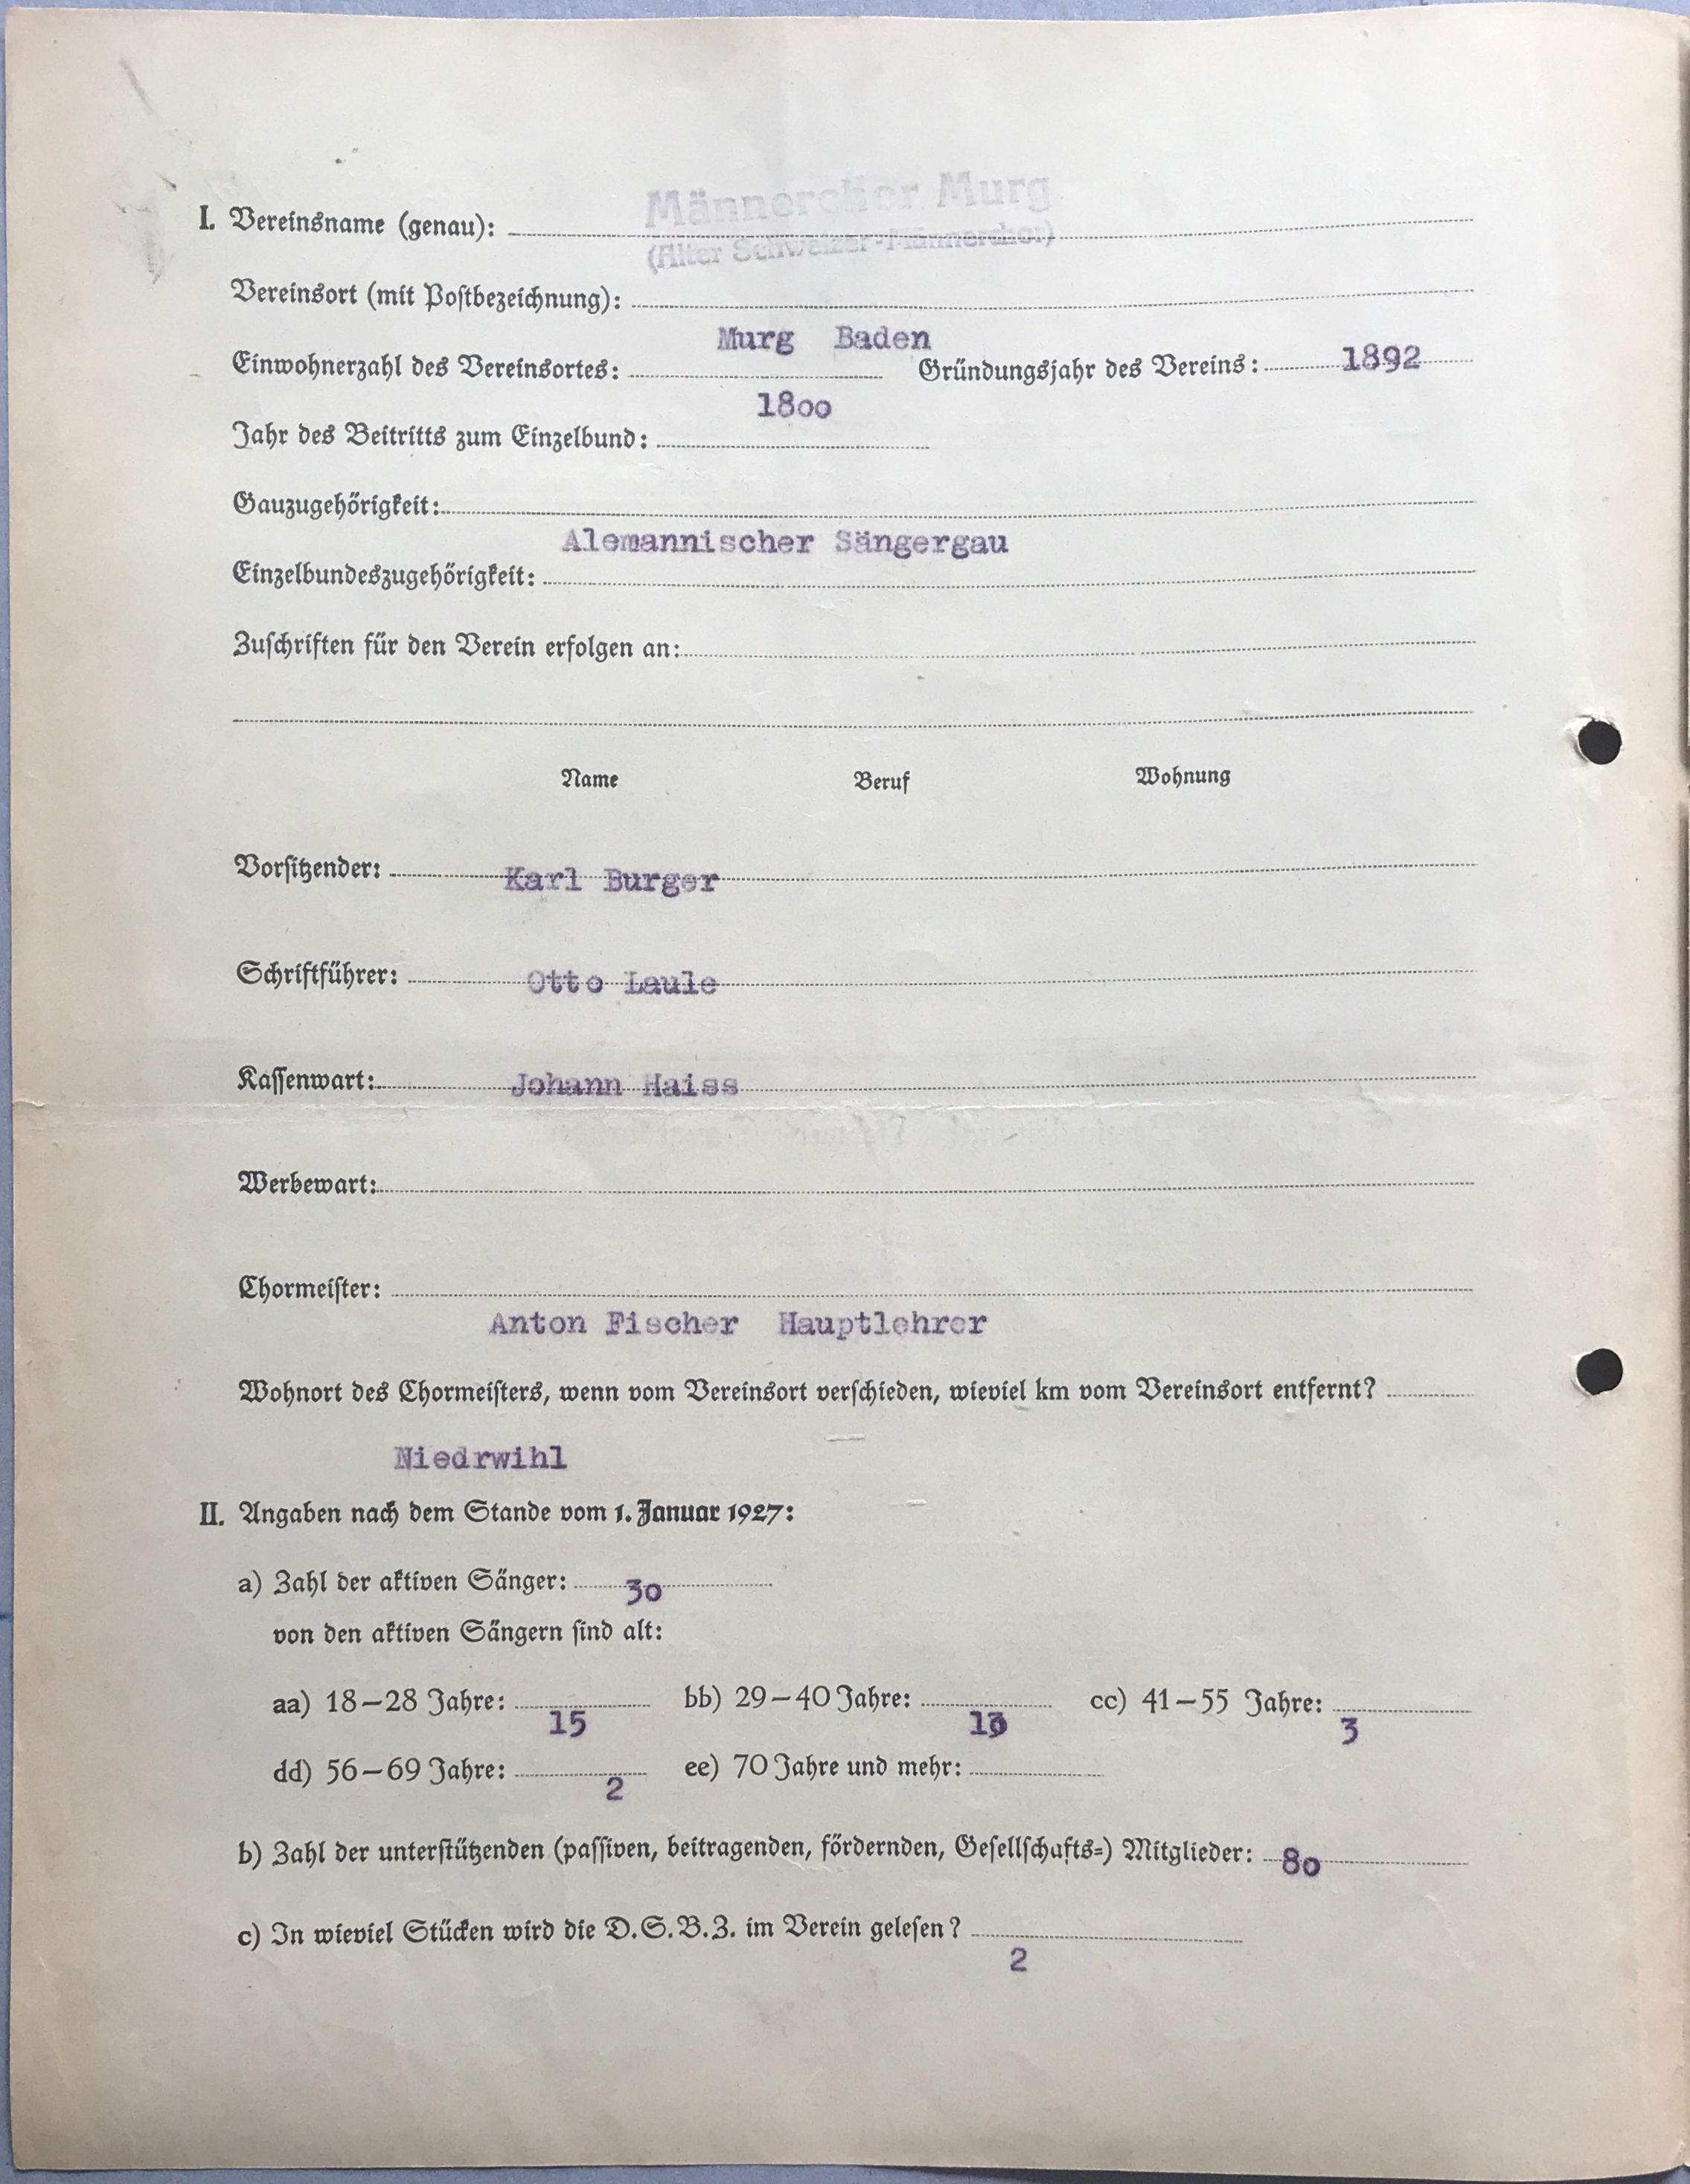 Männerchor Murg
I. Vereinsname (genau):
(Alter Schweizer-Männerchor)
Vereinsort (mit Postbezeichnung):
Murg Baden
Einwohnerzahl des Vereinsortes: Gründungsjahr des Vereins: 1892
18oo
Jahr des Beitritts zum Einzelbund:
Gauzugehörigkeit:
Alemannischer Sängergau
Einzelbundeszugehörigkeit:
Zuschriften für den Verein erfolgen an:
Name Beruf Wohnung
Vorsitzender: Karl Burger
Schriftführer: Otto Laule
Kassenwart: Johann Haiss
Werbewart:
Chormeister:
Anton Fischer Hauptlehrer
Wohnort des Chormeisters, wenn vom Vereinsort verschieden, wieviel km vom Vereinsort entfernt?
Niedrwihl
II. Angaben nach dem Stande vom 1. Januar 1927:
a) Zahl der aktiven Sänger: 3o
von den aktiven Sängern sind alt:
aa) 18–28 Jahre: bb) 29–40 Jahre: cc) 41–55 Jahre:
15 3
dd) 56–69 Jahre: ee) 70 Jahre und mehr:
2
b) Zahl der unterstützenden (passiven, beitragenden, fördernden, Gesellschafts-) Mitglieder: 8o
c) In wieviel Stücken wird die D.S.B.Z. im Verein gelesen?
2